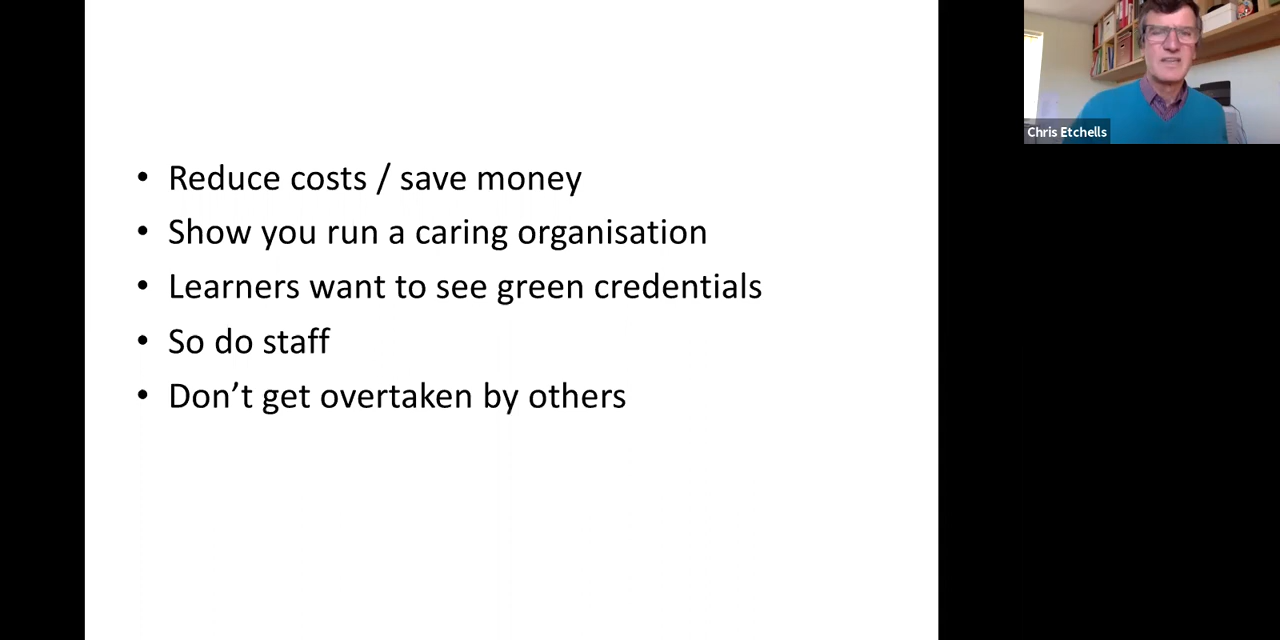 Chris Etchells
• Reduce costs / save money
• Show you run a caring organisation
• Learners want to see green credentials
• So do staff
• Don’t get overtaken by others